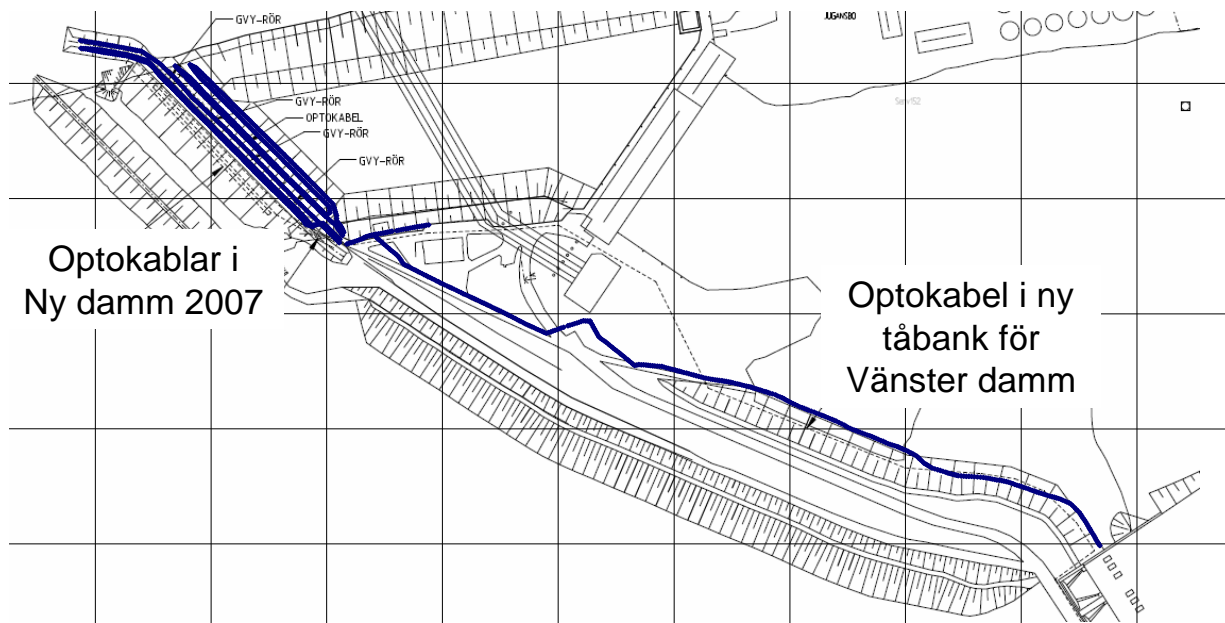 GVY-RÖR
JUGANSBO
GVY-RÖR
OPTOKABEL
GVY-RÖR
GVY-RÖR
Optokablar i
Ny damm 2007
Optokabel i ny
tåbank för
Vänster damm